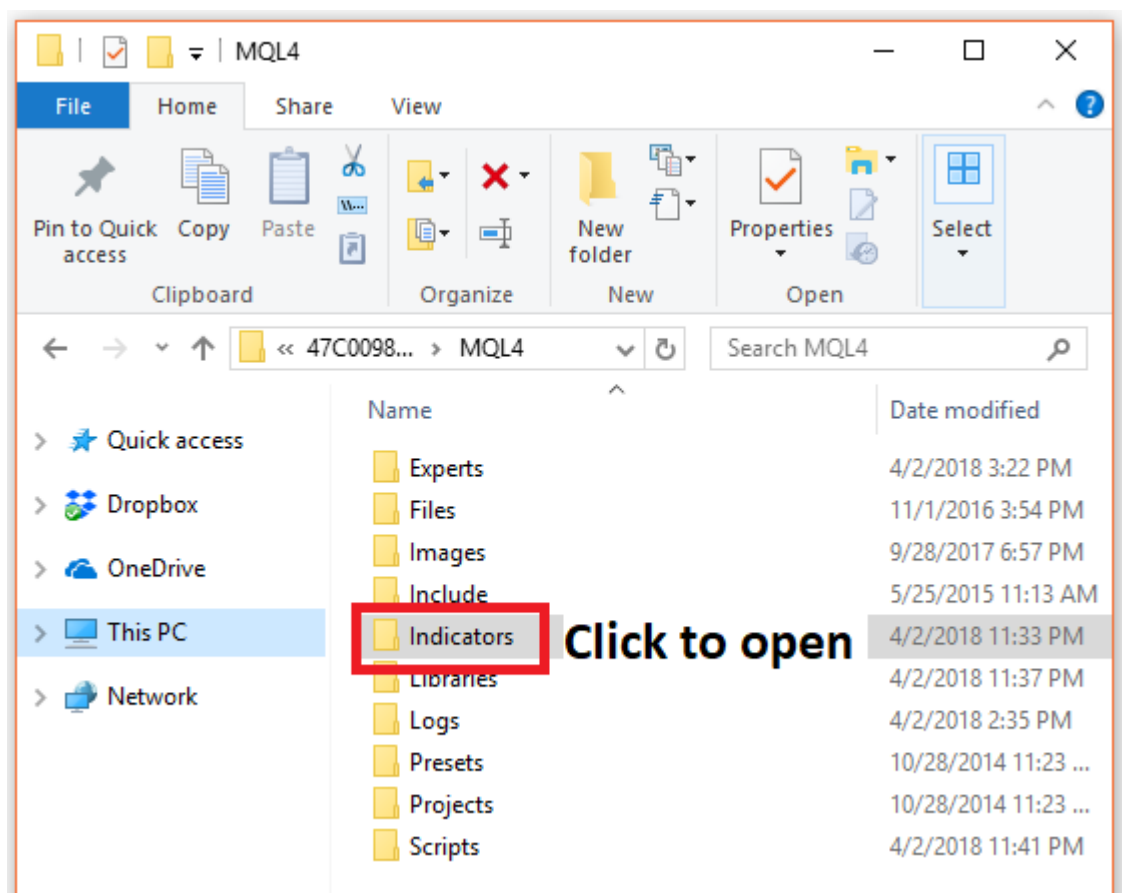 MQL4
File Home Share View
Pin to Quick access
Copy
Paste
New folder
Properties
Select
Clipboard Organize New Open
« 47C0098... › MQL4
Search MQL4
Name Date modified
Quick access
Dropbox
OneDrive
This PC
Network
Experts 4/2/2018 3:22 PM
Files 11/1/2016 3:54 PM
Images 9/28/2017 6:57 PM
Include 5/25/2015 11:13 AM
Indicators Click to open 4/2/2018 11:33 PM
Libraries 4/2/2018 11:37 PM
Logs 4/2/2018 2:35 PM
Presets 10/28/2014 11:23 ...
Projects 10/28/2014 11:23 ...
Scripts 4/2/2018 11:41 PM